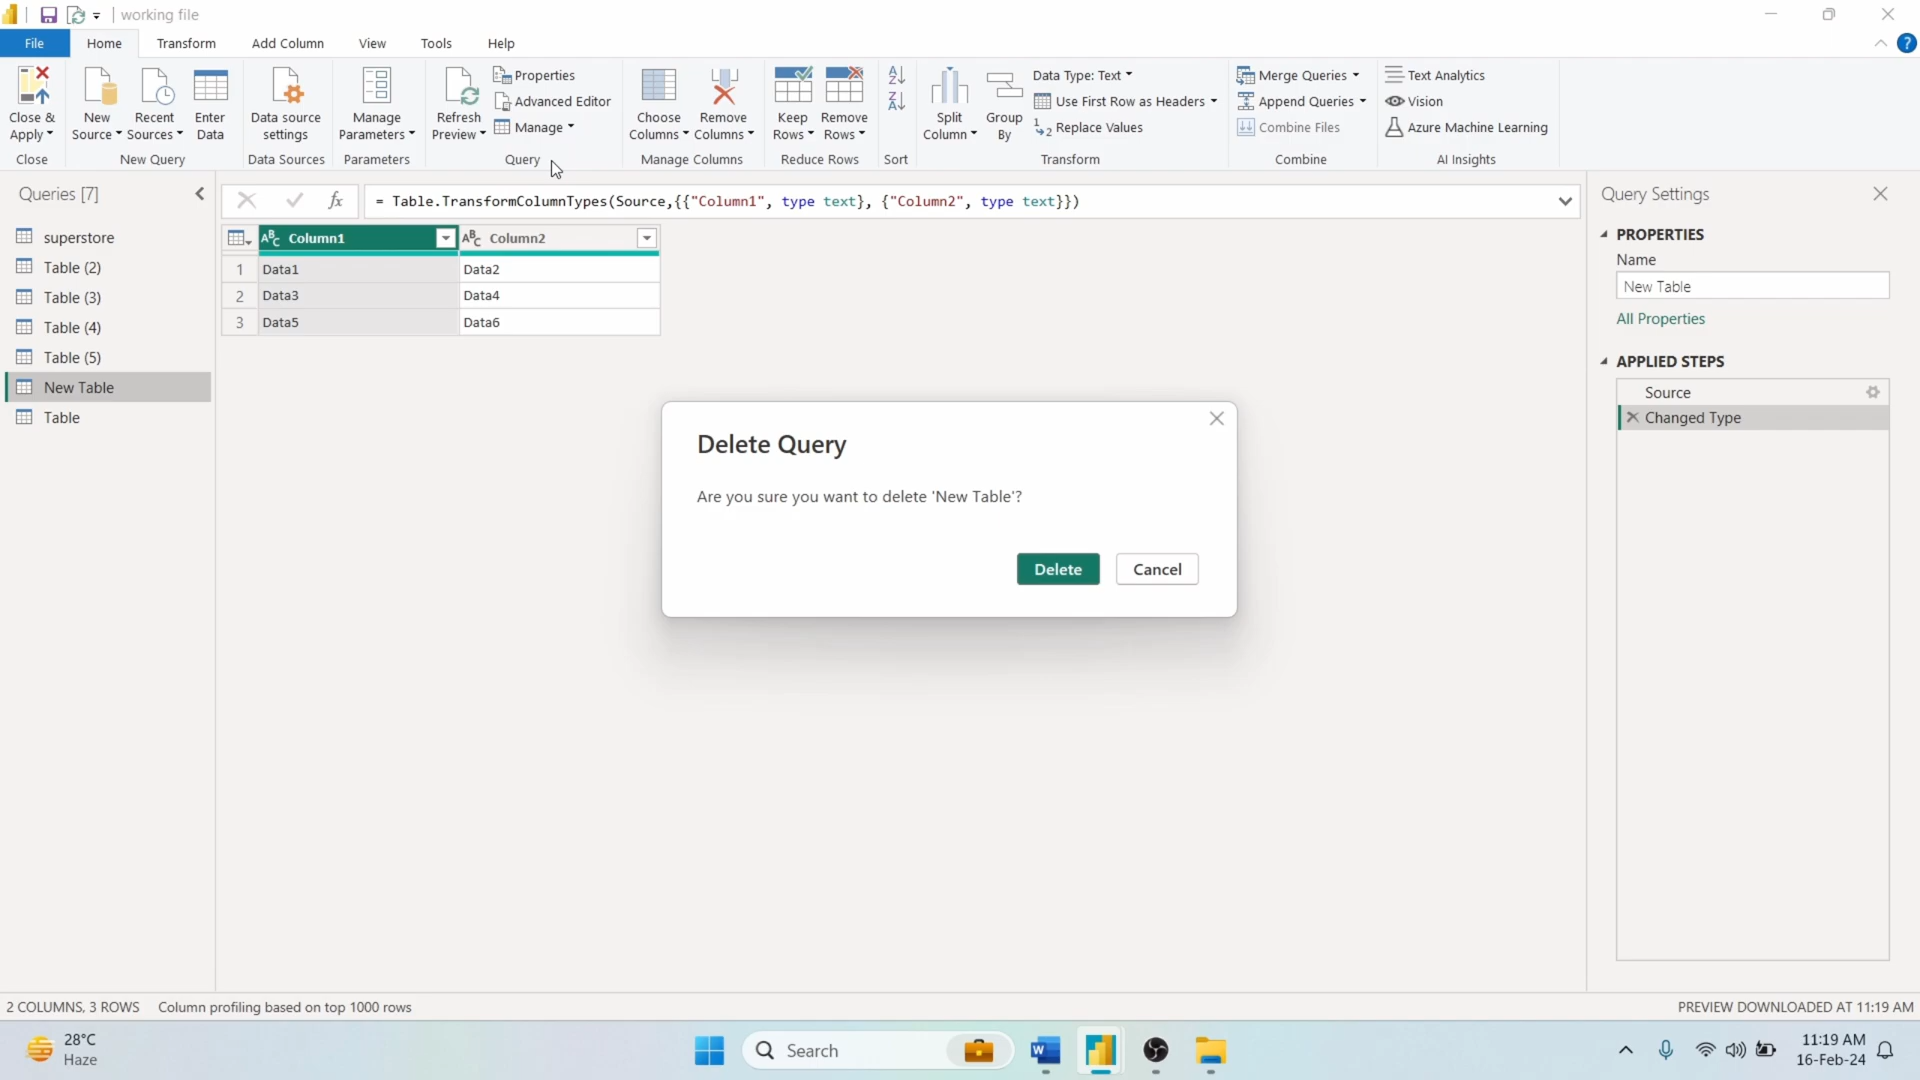 working file
File Home Transform Add Column View Tools Help
Close & Apply
New Source
Recent Sources
Enter Data
Data source settings
Manage Parameters
Refresh Preview
Properties
Advanced Editor
Manage
Choose Columns
Remove Columns
Keep Rows
Remove Rows
Split Column
Group By
Data Type: Text
Use First Row as Headers
Replace Values
Merge Queries
Append Queries
Combine Files
Text Analytics
Vision
Azure Machine Learning
Close New Query Data Sources Parameters Query Manage Columns Reduce Rows Sort Transform Combine AI Insights
Queries [7]
superstore
Table (2)
Table (3)
Table (4)
Table (5)
New Table
Table
fx = Table.TransformColumnTypes(Source,{{"Column1", type text}, {"Column2", type text}})
ABC Column1 ABC Column2
1 Data1 Data2
2 Data3 Data4
3 Data5 Data6
Delete Query
Are you sure you want to delete 'New Table'?
Delete Cancel
Query Settings
PROPERTIES
Name
New Table
All Properties
APPLIED STEPS
Source
Changed Type
2 COLUMNS, 3 ROWS Column profiling based on top 1000 rows PREVIEW DOWNLOADED AT 11:19 AM
28°C
Haze
Search
11:19 AM
16-Feb-24